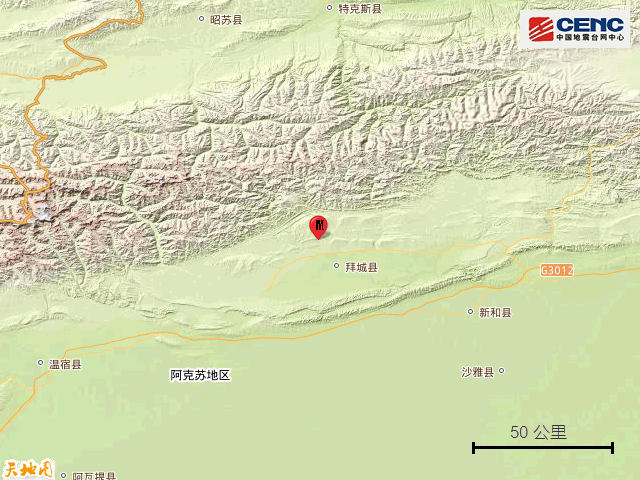 特克斯县
昭苏县
CENC
中国地震台网中心
拜城县
G3012
新和县
温宿县
阿克苏地区
沙雅县
50 公里
天地图
阿瓦提县